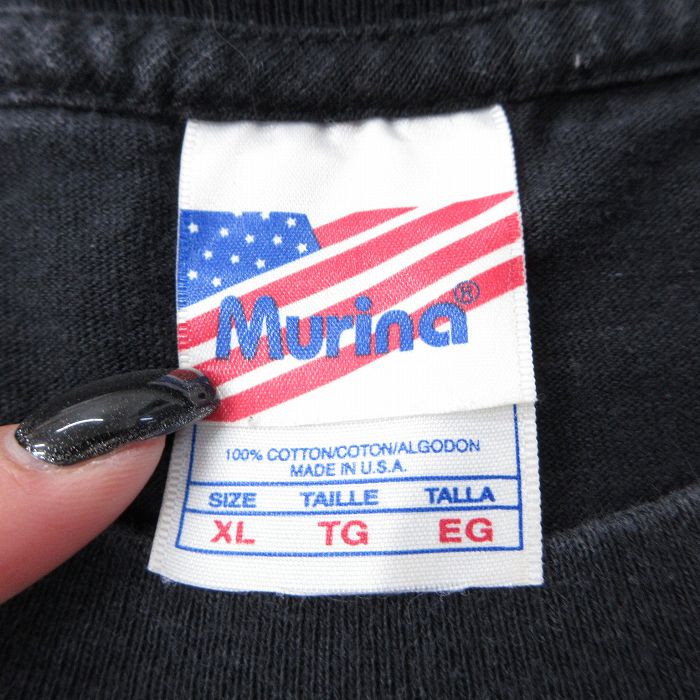 Murina®
100% COTTON/COTON/ALGODON
MADE IN U.S.A.
SIZE TAILLE TALLA
XL TG EG